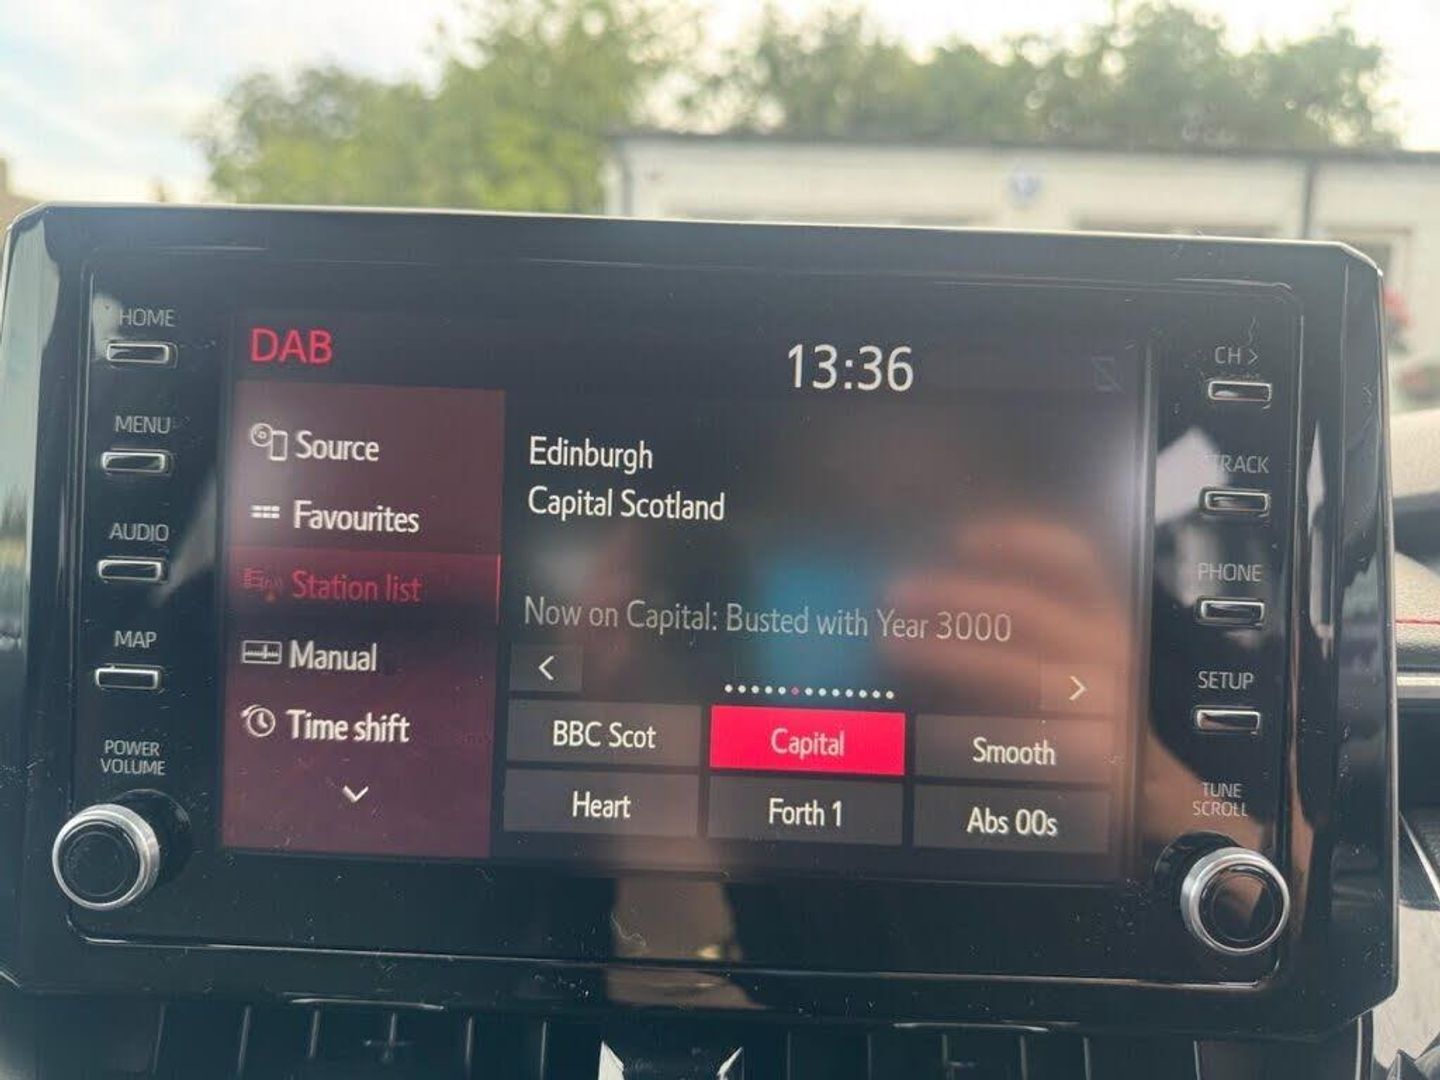 HOME
MENU
AUDIO
MAP
POWER
VOLUME
DAB
13:36
Source
Favourites
Station list
Manual
Time shift
Edinburgh
Capital Scotland
Now on Capital: Busted with Year 3000
<
>
BBC Scot
Capital
Smooth
Heart
Forth 1
Abs 00s
CH >
TRACK
PHONE
SETUP
TUNE
SCROLL